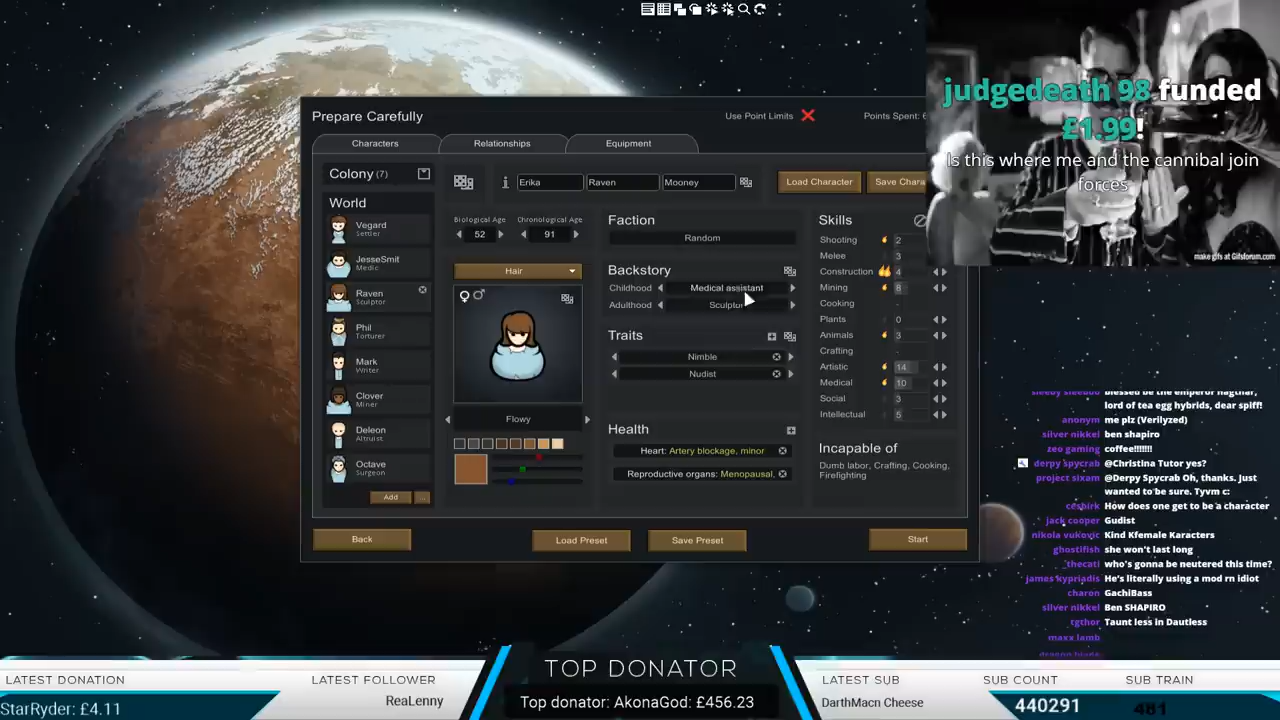 Prepare Carefully
Use Point Limits
Points Spent:
judgedeath 98 funded
£1.99!
Is this where me and the cannibal join
forces
make gifs at Gifsforum.com
Characters
Relationships
Equipment
Colony (7)
Erika
Raven
Mooney
Load Character
Save Chara
World
Vegard
Settler
JesseSmit
Medic
Raven
Sculptor
Phil
Torturer
Mark
Writer
Clover
Miner
Deleon
Altruist
Octave
Surgeon
Add
Biological Age
Chronological Age
52
91
Hair
Flowy
Faction
Random
Backstory
Childhood
Medical assistant
Adulthood
Sculptor
Traits
Nimble
Nudist
Health
Heart: Artery blockage, minor
Reproductive organs: Menopausal,
Skills
Shooting 2
Melee 3
Construction 4
Mining 8
Cooking
Plants 0
Animals 3
Crafting
Artistic 14
Medical 10
Social 3
Intellectual 5
Incapable of
Dumb labor, Crafting, Cooking,
Firefighting
Back
Load Preset
Save Preset
Start
blessed be the emperor hagthar,
lord of tea egg hybrids, dear spiff!
anonym me plz (Verilyzed)
silver nikkel ben shapiro
zeo gaming coffee!!!!!!!
derpy spycrab @Christina Tutor yes?
project sixam @Derpy Spycrab Oh, thanks. Just
wanted to be sure. Tyvm c:
cesbirk How does one get to be a character
jack cooper Gudist
nikola vukovic Kind Kfemale Karacters
ghostifish she won't last long
_thecatl who's gonna be neutered this time?
james kypriadis He's literally using a mod rn idiot
charon GachiBass
silver nikkel Ben SHAPIRO
tgthor Taunt less in Dautless
maxx lamb
LATEST DONATION
StarRyder: £4.11
LATEST FOLLOWER
ReaLenny
TOP DONATOR
Top donator: AkonaGod: £456.23
LATEST SUB
DarthMacn Cheese
SUB COUNT
440291
SUB TRAIN
481